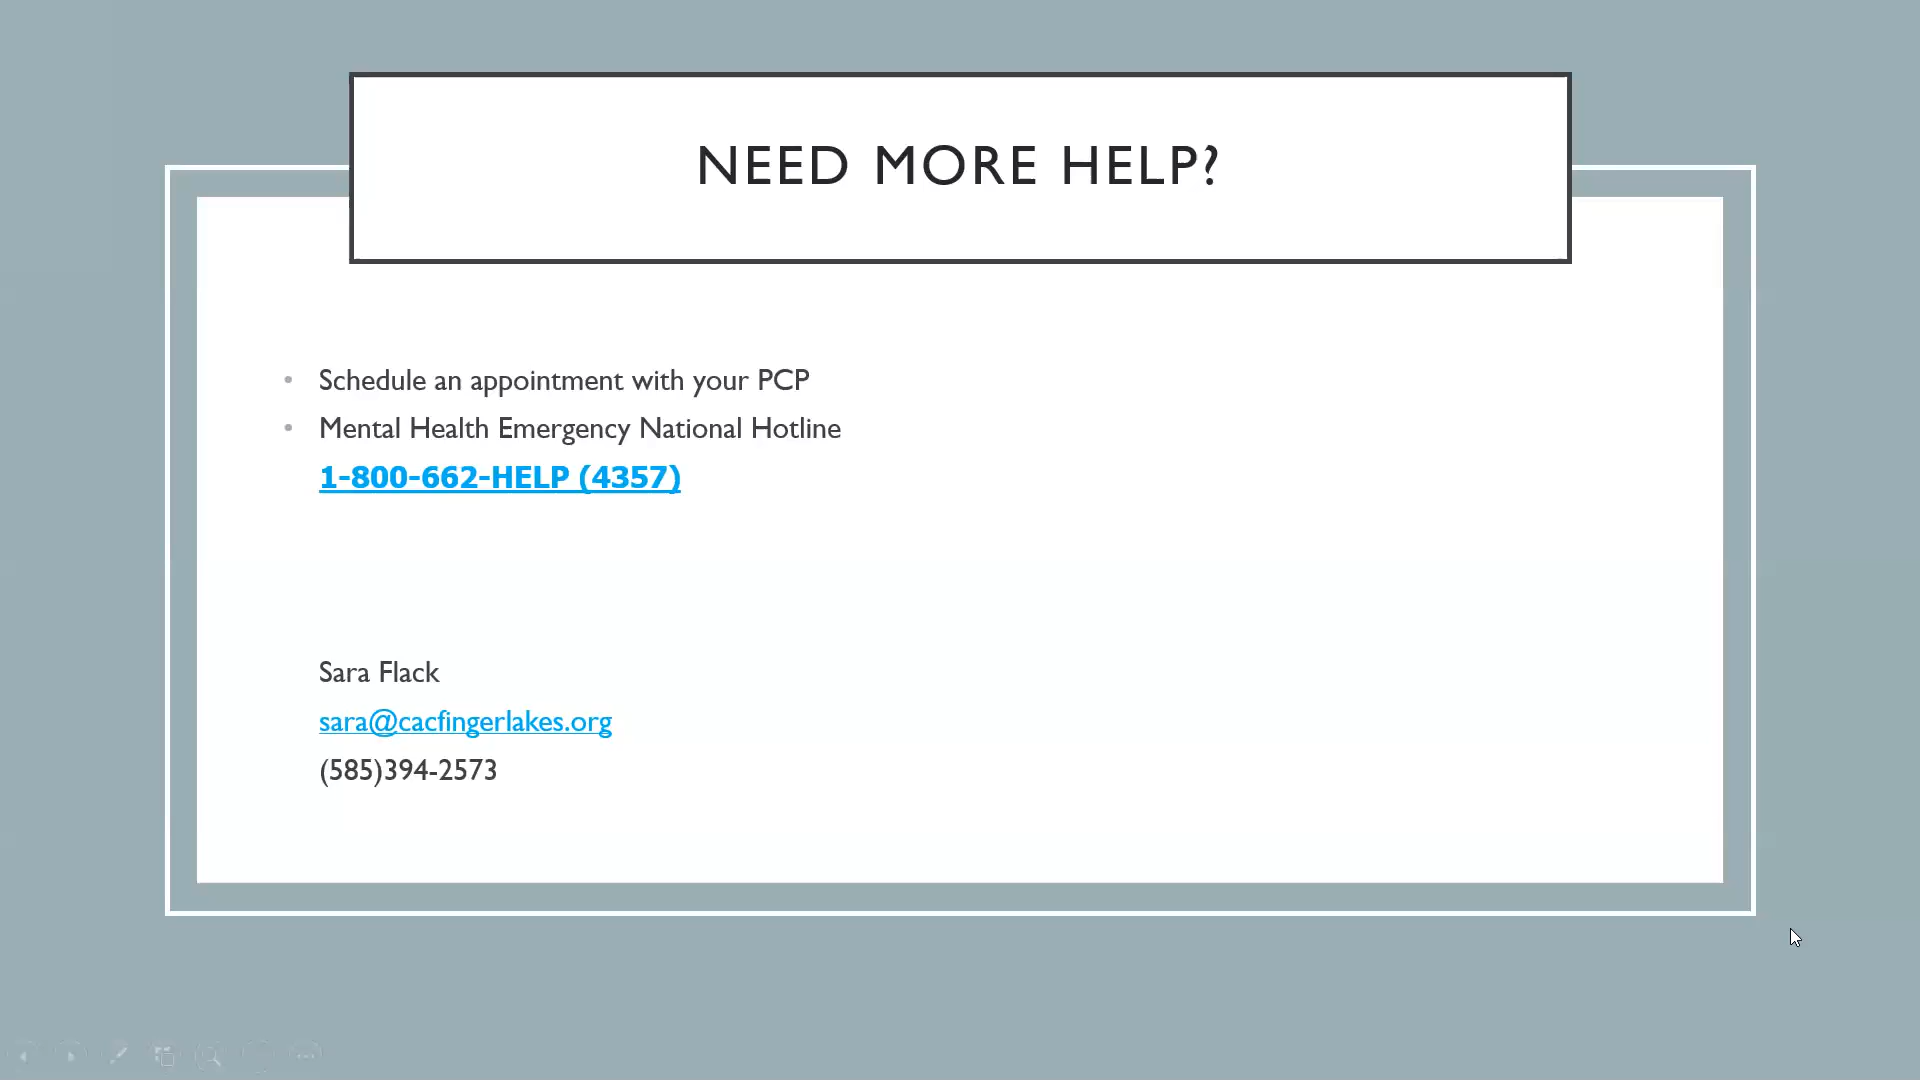 NEED MORE HELP?
• Schedule an appointment with your PCP
• Mental Health Emergency National Hotline
1-800-662-HELP (4357)
Sara Flack
sara@cacfingerlakes.org
(585)394-2573